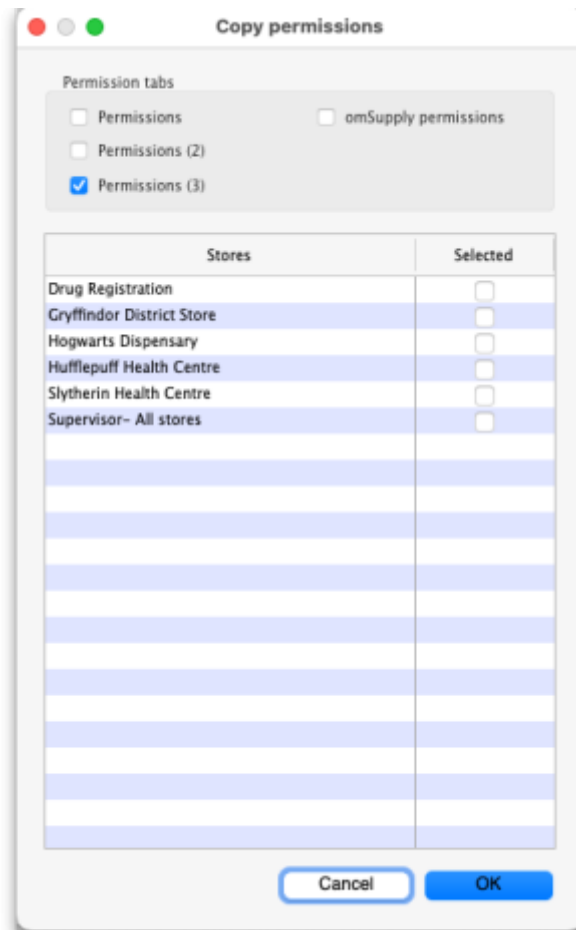 Copy permissions
Permission tabs
Permissions
omSupply permissions
Permissions (2)
Permissions (3)
Stores Selected
Drug Registration
Gryffindor District Store
Hogwarts Dispensary
Hufflepuff Health Centre
Slytherin Health Centre
Supervisor- All stores
Cancel OK